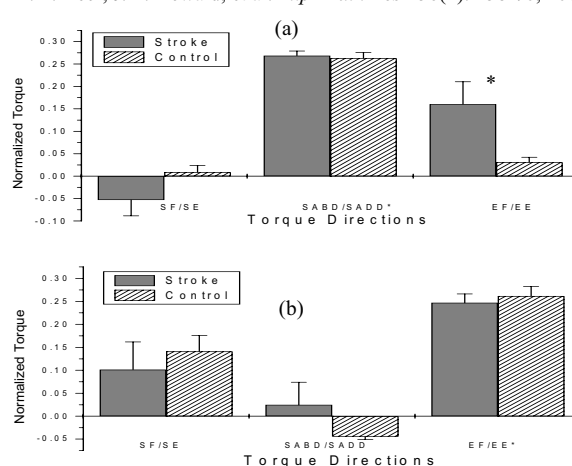 (a)
Stroke
Control
Normalized Torque
0.30
0.25
0.20
0.15
0.10
0.05
0.00
-0.05
-0.10
*
SF/SE SABD/SADD* EF/EE
Torque Directions
(b)
Stroke
Control
Normalized Torque
0.30
0.25
0.20
0.15
0.10
0.05
0.00
-0.05
SF/SE SABD/SADD EF/EE*
Torque Directions